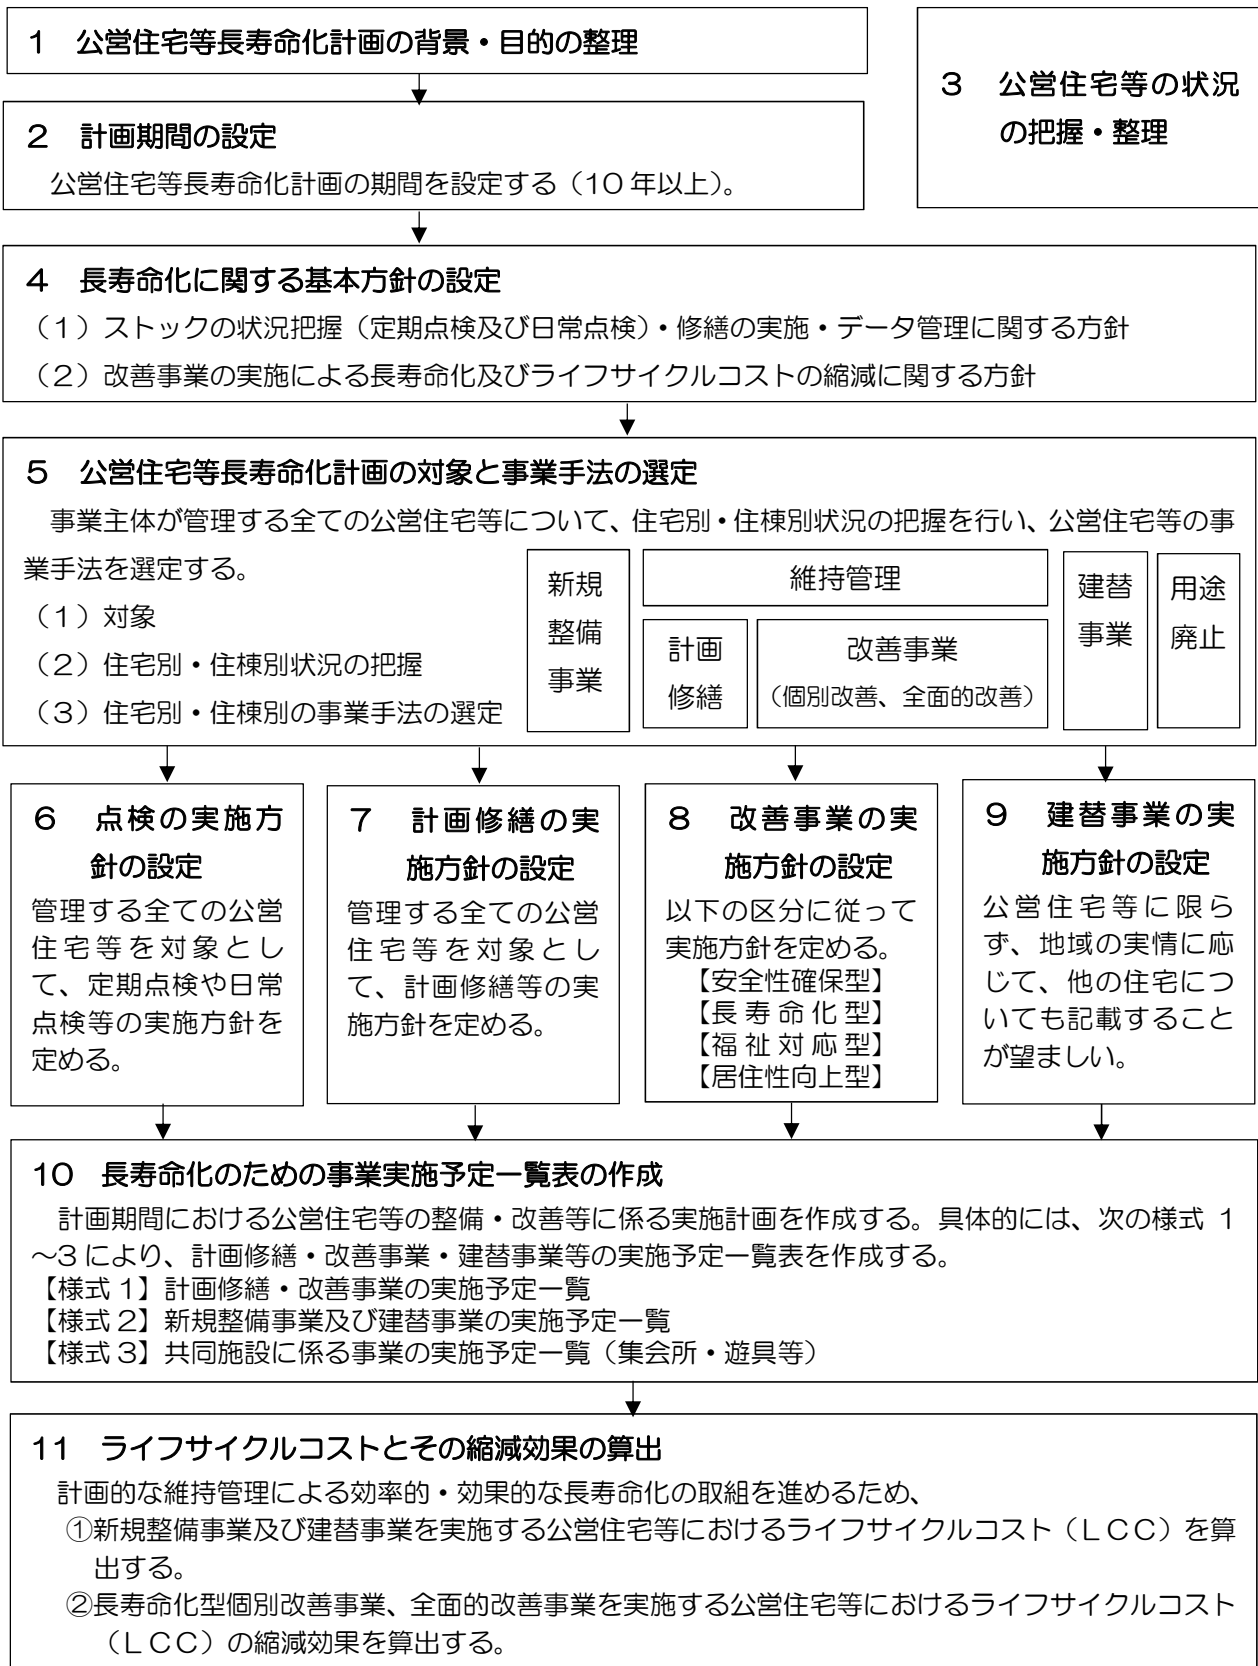 1　公営住宅等長寿命化計画の背景・目的の整理
3　公営住宅等の状況
の把握・整理
2　計画期間の設定
公営住宅等長寿命化計画の期間を設定する（10年以上）。
4　長寿命化に関する基本方針の設定
（1）ストックの状況把握（定期点検及び日常点検）・修繕の実施・データ管理に関する方針
（2）改善事業の実施による長寿命化及びライフサイクルコストの縮減に関する方針
5　公営住宅等長寿命化計画の対象と事業手法の選定
事業主体が管理する全ての公営住宅等について、住宅別・住棟別状況の把握を行い、公営住宅等の事
業手法を選定する。
（1）対象
（2）住宅別・住棟別状況の把握
（3）住宅別・住棟別の事業手法の選定
新規
整備
事業
維持管理
計画
修繕
改善事業
（個別改善、全面的改善）
建替
事業
用途
廃止
6　点検の実施方
針の設定
管理する全ての公営
住宅等を対象とし
て、定期点検や日常
点検等の実施方針を
定める。
7　計画修繕の実
施方針の設定
管理する全ての公営
住宅等を対象とし
て、計画修繕等の実
施方針を定める。
8　改善事業の実
施方針の設定
以下の区分に従って
実施方針を定める。
【安全性確保型】
【長寿命化型】
【福祉対応型】
【居住性向上型】
9　建替事業の実
施方針の設定
公営住宅等に限ら
ず、地域の実情に応
じて、他の住宅につ
いても記載すること
が望ましい。
10　長寿命化のための事業実施予定一覧表の作成
計画期間における公営住宅等の整備・改善等に係る実施計画を作成する。具体的には、次の様式 1
～3により、計画修繕・改善事業・建替事業等の実施予定一覧表を作成する。
【様式1】計画修繕・改善事業の実施予定一覧
【様式2】新規整備事業及び建替事業の実施予定一覧
【様式3】共同施設に係る事業の実施予定一覧（集会所・遊具等）
11　ライフサイクルコストとその縮減効果の算出
計画的な維持管理による効率的・効果的な長寿命化の取組を進めるため、
①新規整備事業及び建替事業を実施する公営住宅等におけるライフサイクルコスト（ＬＣＣ）を算
出する。
②長寿命化型個別改善事業、全面的改善事業を実施する公営住宅等におけるライフサイクルコスト
（ＬＣＣ）の縮減効果を算出する。